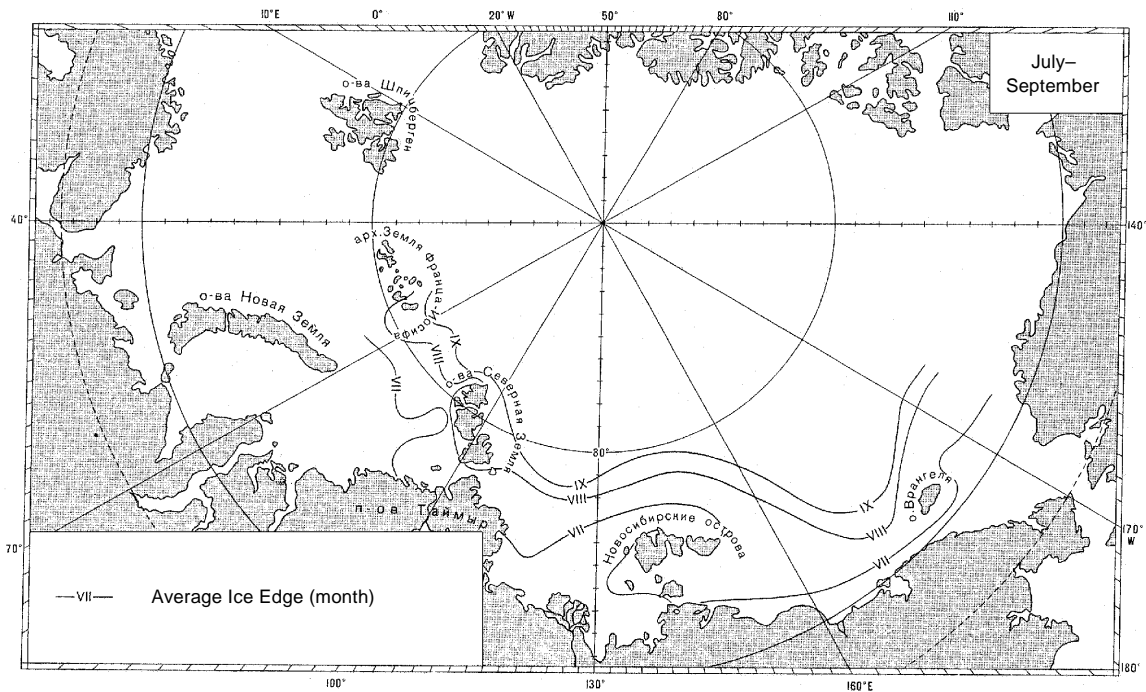 10°E 0° 20°W 50° 80° 110°
July–
September
о-ва Шпицберген
40°
140°
арх.Земля Франца-Иосифа
о-ва Новая Земля
IX
VIII
VII
о-ва Северная Земля
80°
IX
VIII
VII
IX
VIII
VII
о.Врангеля
Новосибирские острова
п-ов Таймыр
70°
170°
W
VII Average Ice Edge (month)
180°
100° 130° 160°E